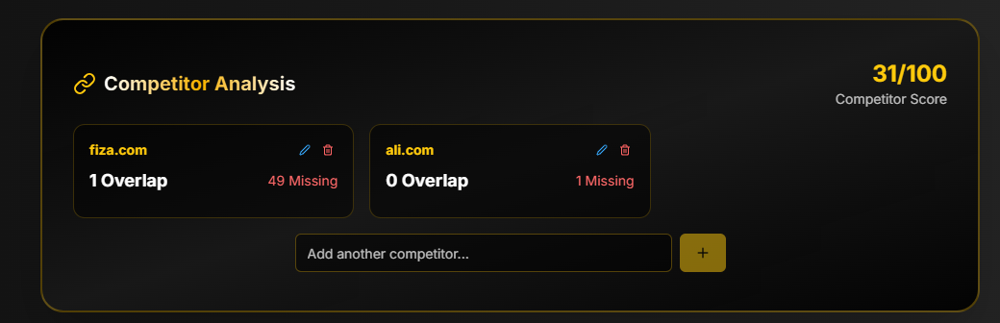 31/100
Competitor Analysis
Competitor Score
fiza.com
1 Overlap 49 Missing
ali.com
0 Overlap 1 Missing
Add another competitor...
+